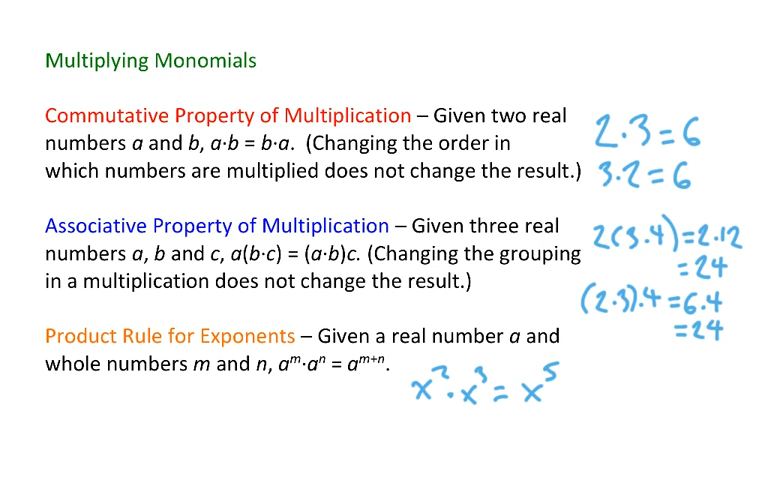 Multiplying Monomials
Commutative Property of Multiplication – Given two real
numbers a and b, a·b = b·a. (Changing the order in
which numbers are multiplied does not change the result.)
2·3=6
3·2=6
Associative Property of Multiplication – Given three real
numbers a, b and c, a(b·c) = (a·b)c. (Changing the grouping
in a multiplication does not change the result.)
2(3·4)=2·12
=24
(2·3)·4=6·4
=24
Product Rule for Exponents – Given a real number a and
whole numbers m and n, aᵐ·aⁿ = aᵐ⁺ⁿ.
x²·x³=x⁵